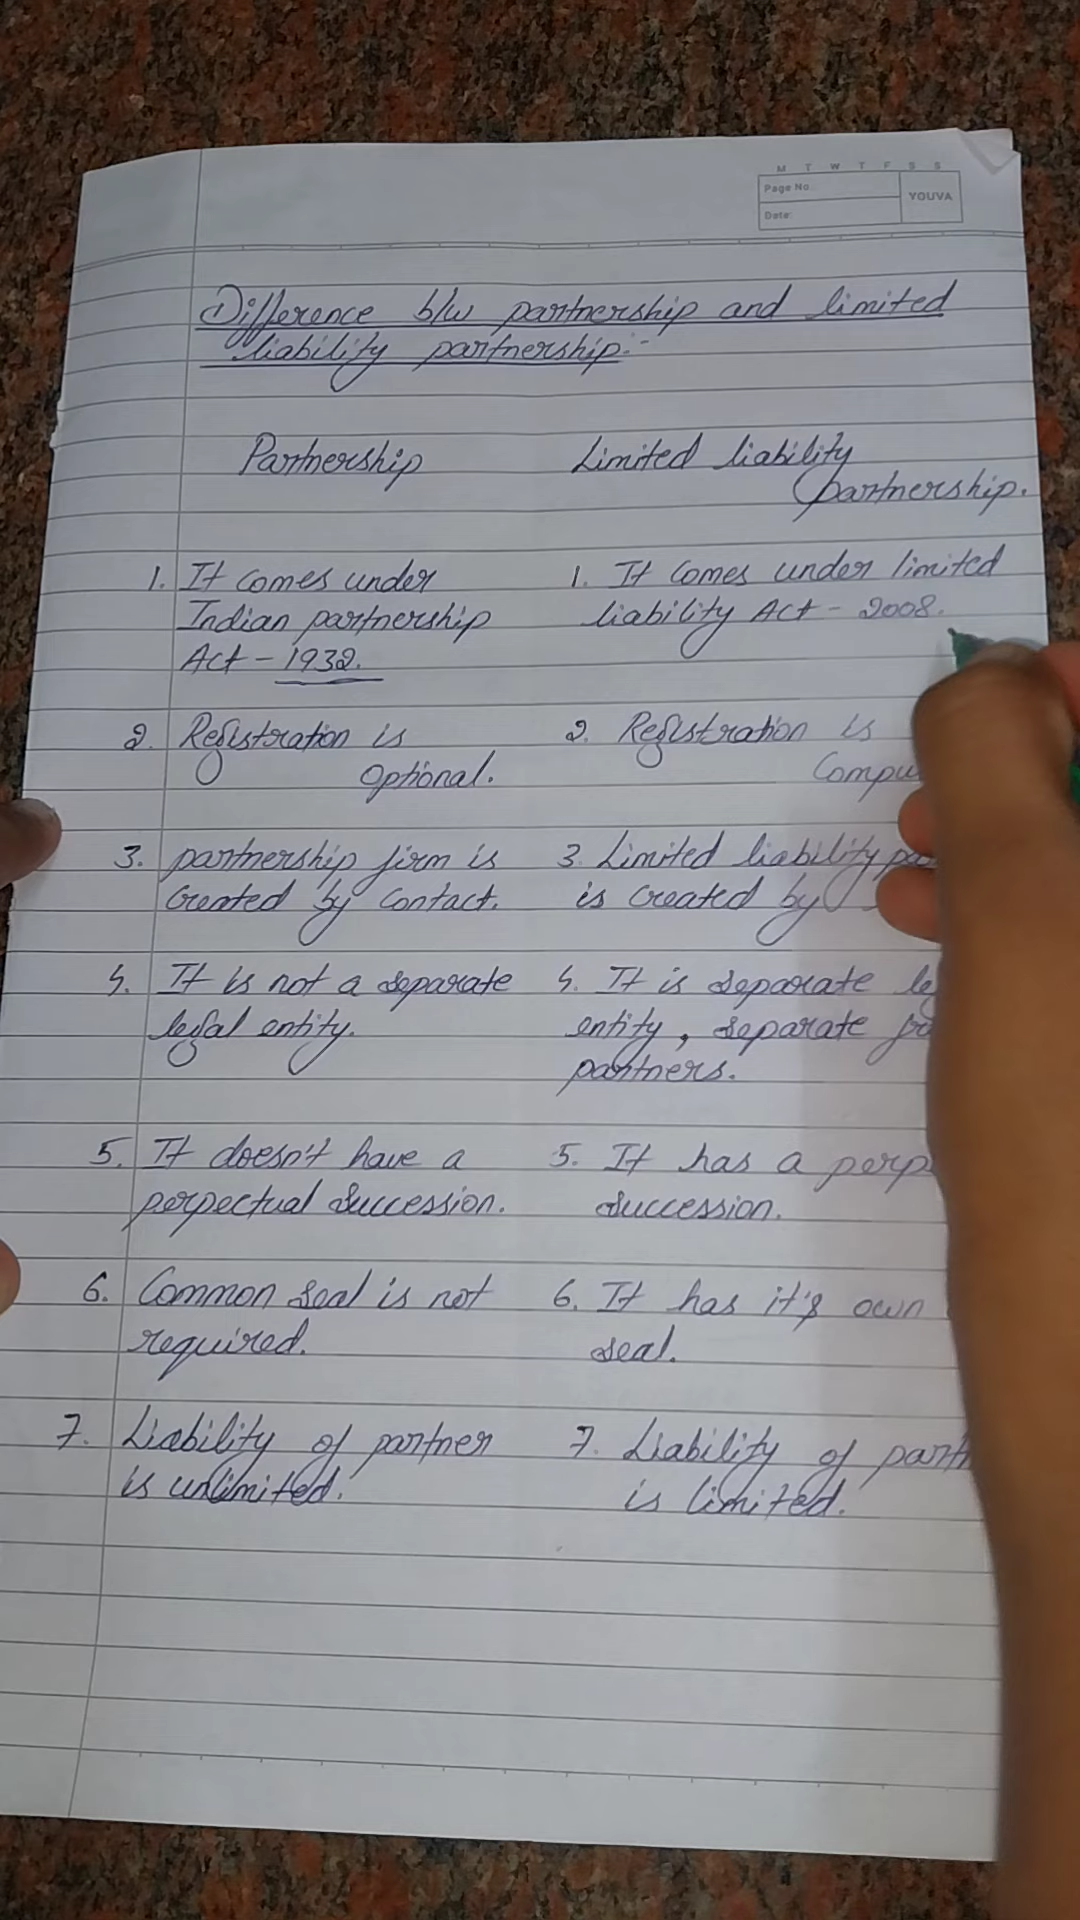 M T W T F S S
Page No.
YOUVA
Date:
Difference b/w partnership and limited
liability partnership:-
Partnership
Limited liability
partnership.
1. It comes under
Indian partnership
Act - 1932.
1. It comes under limited
liability Act - 2008.
2. Registration is
optional.
2. Registration is
3. partnership firm is
created by contact.
3. Limited liability
is created by
4. It is not a separate
legal entity.
4. It is separate
entity, separate
partners.
5. It doesn't have a
perpectual succession.
5. It has a
succession.
6. Common seal is not
required.
6. It has it's own
seal.
7. Liability of partner
is unlimited.
7. Liability of
is limited.